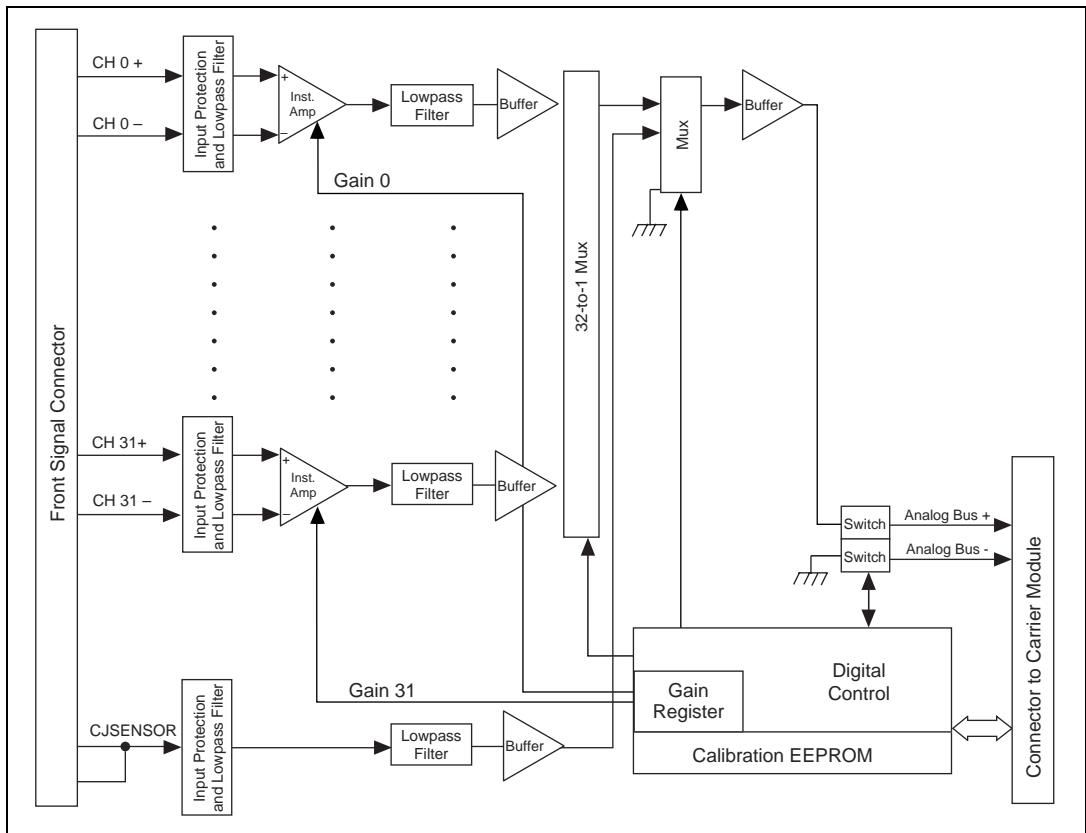 Front Signal Connector
CH 0 +
CH 0 –
Input Protection
and Lowpass Filter
+
–
Inst.
Amp
Lowpass
Filter
Buffer
Gain 0
32-to-1 Mux
Mux
Buffer
CH 31+
CH 31 –
Input Protection
and Lowpass Filter
+
–
Inst.
Amp
Lowpass
Filter
Buffer
Gain 31
CJSENSOR
Input Protection
and Lowpass Filter
Lowpass
Filter
Buffer
Switch
Analog Bus +
Switch
Analog Bus -
Digital
Control
Gain
Register
Calibration EEPROM
Connector to Carrier Module